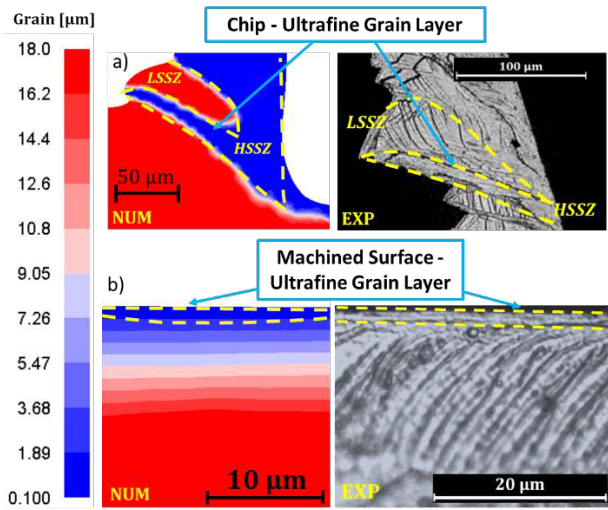 Grain [μm]
18.0
16.2
14.4
12.6
10.8
9.05
7.26
5.47
3.68
1.89
0.100
Chip - Ultrafine Grain Layer
a)
LSSZ
HSSZ
50 μm
NUM
100 μm
LSSZ
HSSZ
EXP
Machined Surface -
Ultrafine Grain Layer
b)
10 μm
NUM
20 μm
EXP